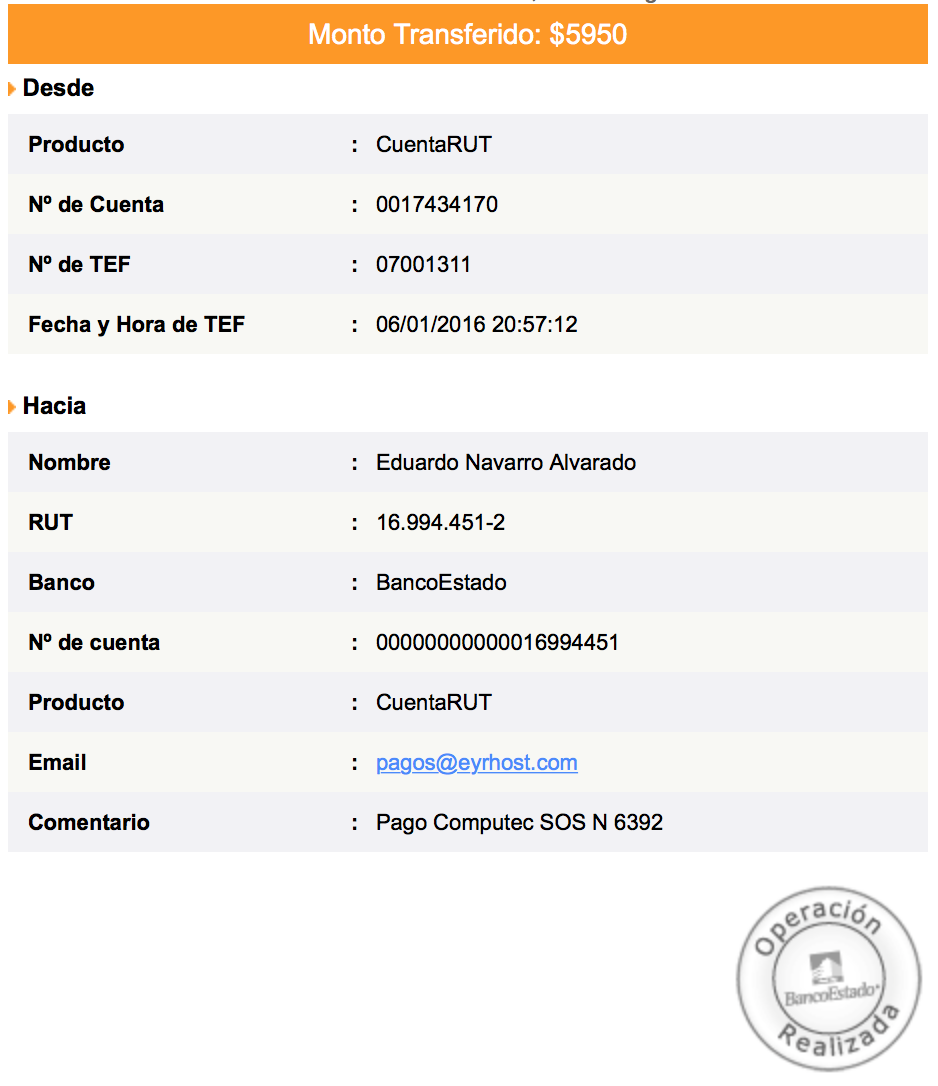 Monto Transferido: $5950
Desde
Producto : CuentaRUT
Nº de Cuenta : 0017434170
Nº de TEF : 07001311
Fecha y Hora de TEF : 06/01/2016 20:57:12
Hacia
Nombre : Eduardo Navarro Alvarado
RUT : 16.994.451-2
Banco : BancoEstado
Nº de cuenta : 00000000000016994451
Producto : CuentaRUT
Email : pagos@eyrhost.com
Comentario : Pago Computec SOS N 6392
Operación
BancoEstado
Realizada